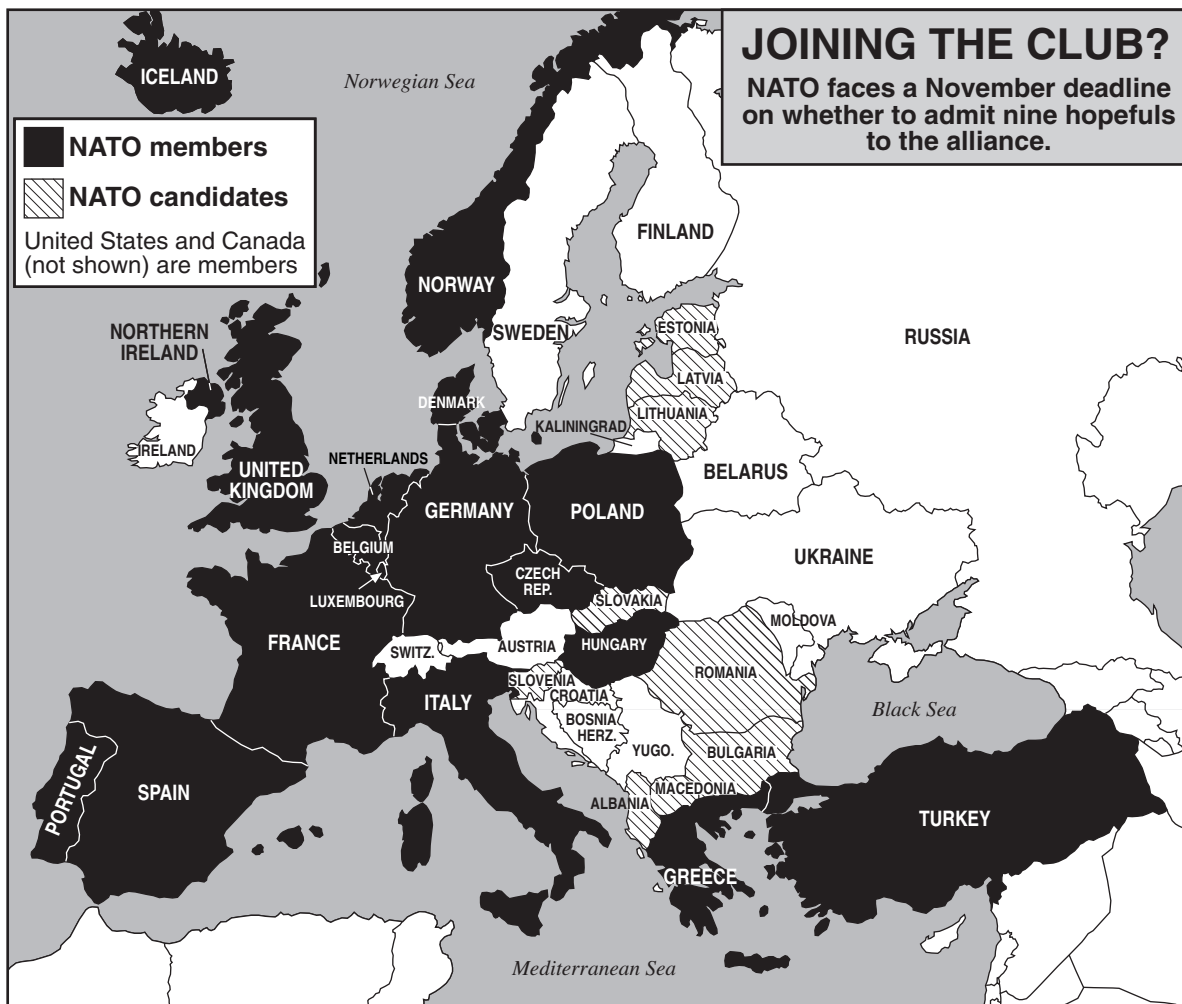 JOINING THE CLUB?
NATO faces a November deadline
on whether to admit nine hopefuls
to the alliance.
ICELAND
Norwegian Sea
NATO members
NATO candidates
United States and Canada
(not shown) are members
FINLAND
NORWAY
SWEDEN
ESTONIA
RUSSIA
NORTHERN
IRELAND
LATVIA
DENMARK
LITHUANIA
KALININGRAD
IRELAND
NETHERLANDS
UNITED
KINGDOM
BELARUS
GERMANY
POLAND
BELGIUM
UKRAINE
CZECH
REP.
LUXEMBOURG
SLOVAKIA
MOLDOVA
FRANCE
SWITZ.
AUSTRIA
HUNGARY
ROMANIA
SLOVENIA
CROATIA
ITALY
Black Sea
BOSNIA
HERZ.
YUGO.
BULGARIA
PORTUGAL
SPAIN
MACEDONIA
ALBANIA
TURKEY
GREECE
Mediterranean Sea